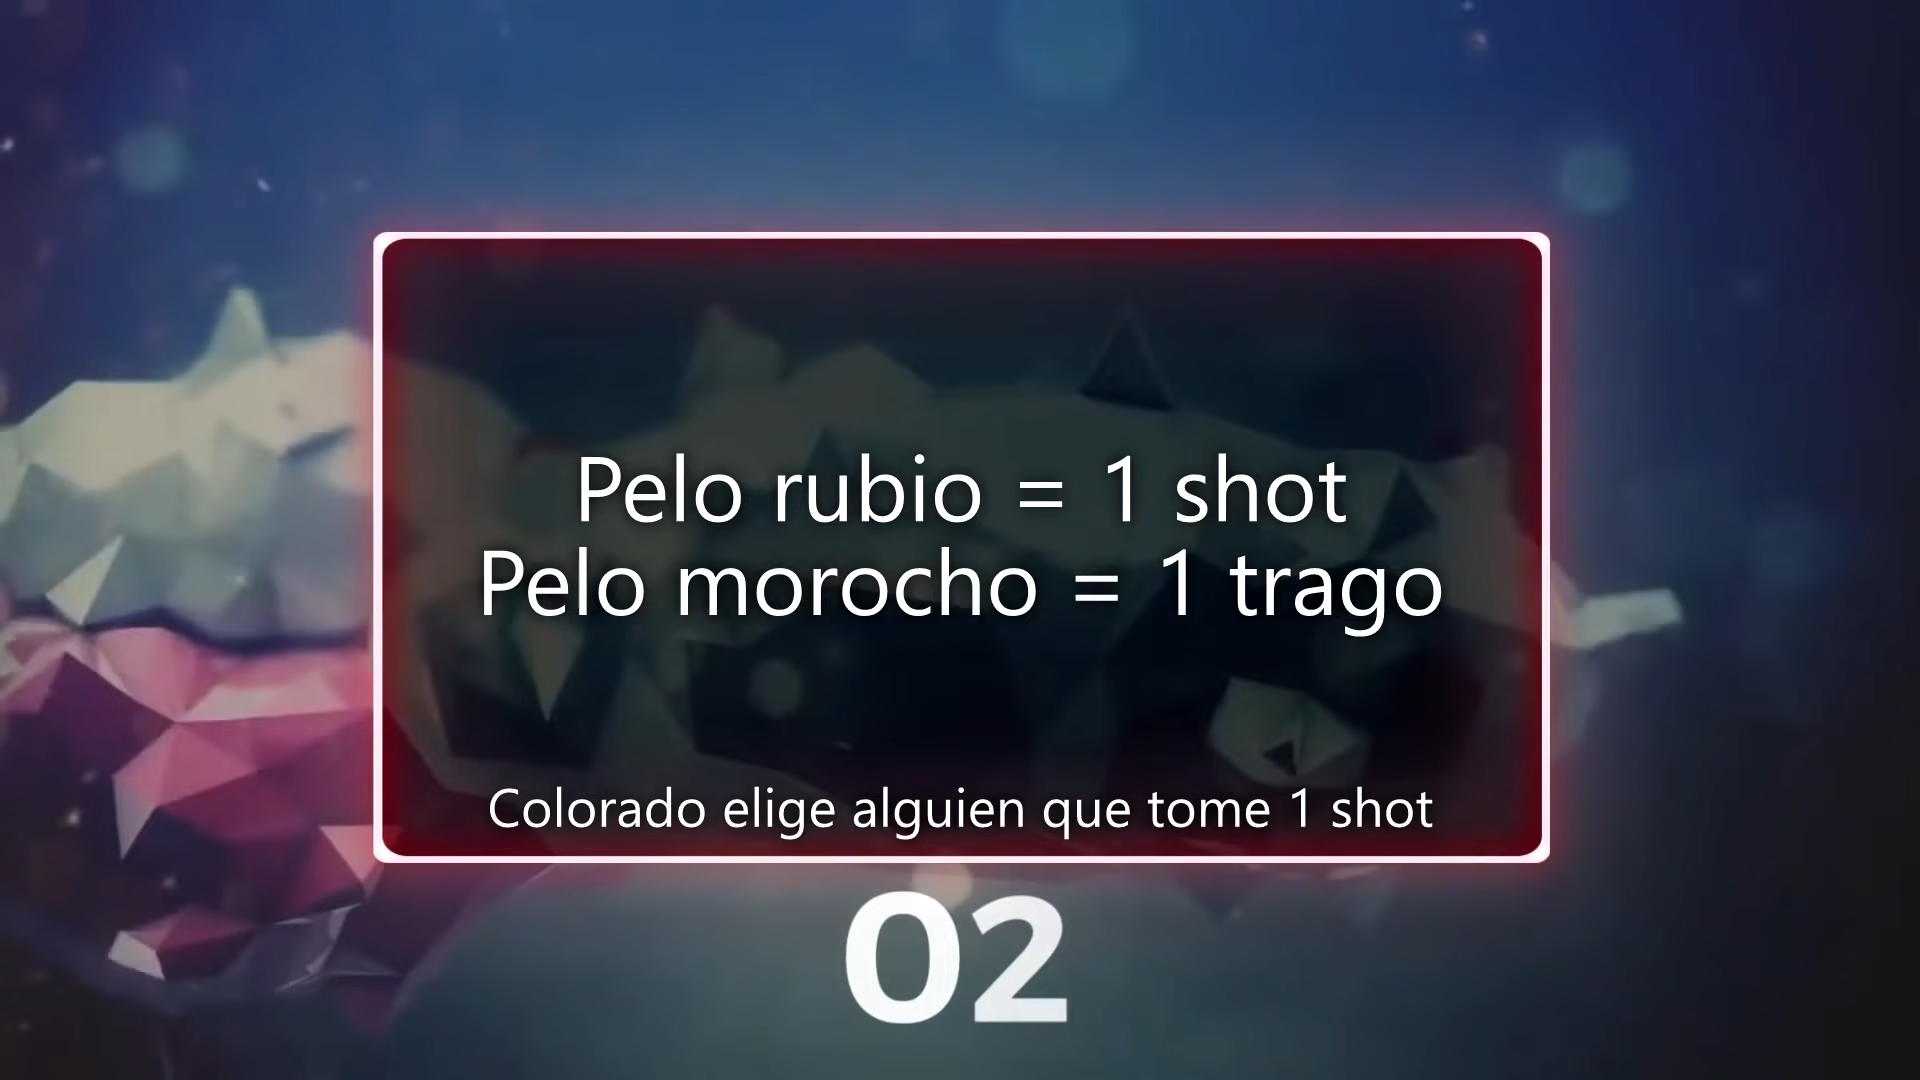 Pelo rubio = 1 shot
Pelo morocho = 1 trago
Colorado elige alguien que tome 1 shot
02